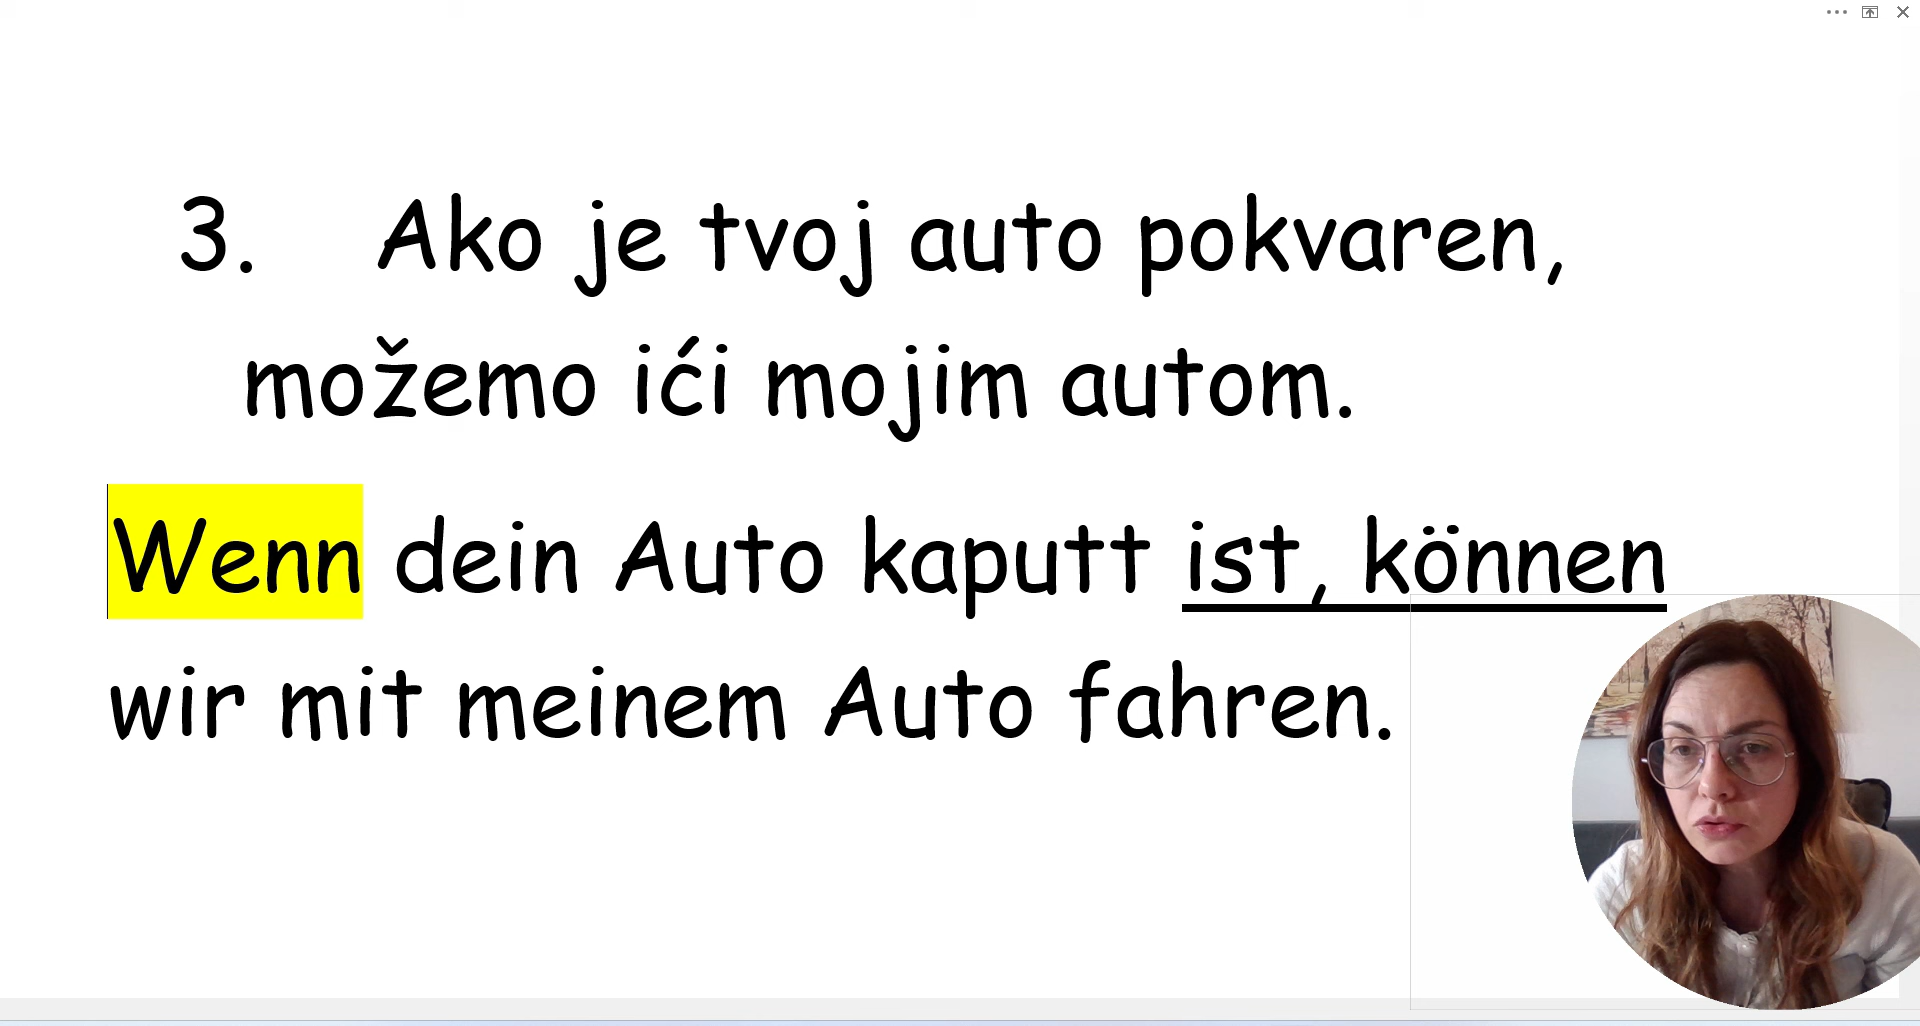 3. Ako je tvoj auto pokvaren,
možemo ići mojim autom.
Wenn dein Auto kaputt ist, können
wir mit meinem Auto fahren.